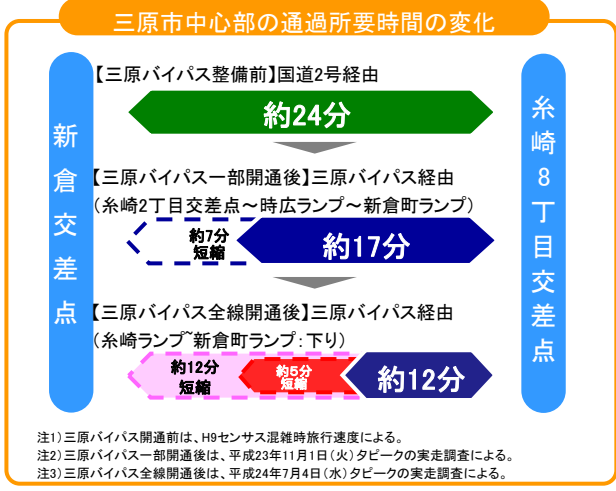 三原市中心部の通過所要時間の変化
新倉交差点
糸崎8丁目交差点
【三原バイパス整備前】国道2号経由
約24分
【三原バイパス一部開通後】三原バイパス経由
(糸崎2丁目交差点～時広ランプ～新倉町ランプ)
約7分
短縮
約17分
【三原バイパス全線開通後】三原バイパス経由
(糸崎ランプ~新倉町ランプ:下り)
約12分
短縮
約5分
短縮
約12分
注1)三原バイパス開通前は、H9センサス混雑時旅行速度による。
注2)三原バイパス一部開通後は、平成23年11月1日(火)夕ピークの実走調査による。
注3)三原バイパス全線開通後は、平成24年7月4日(水)夕ピークの実走調査による。